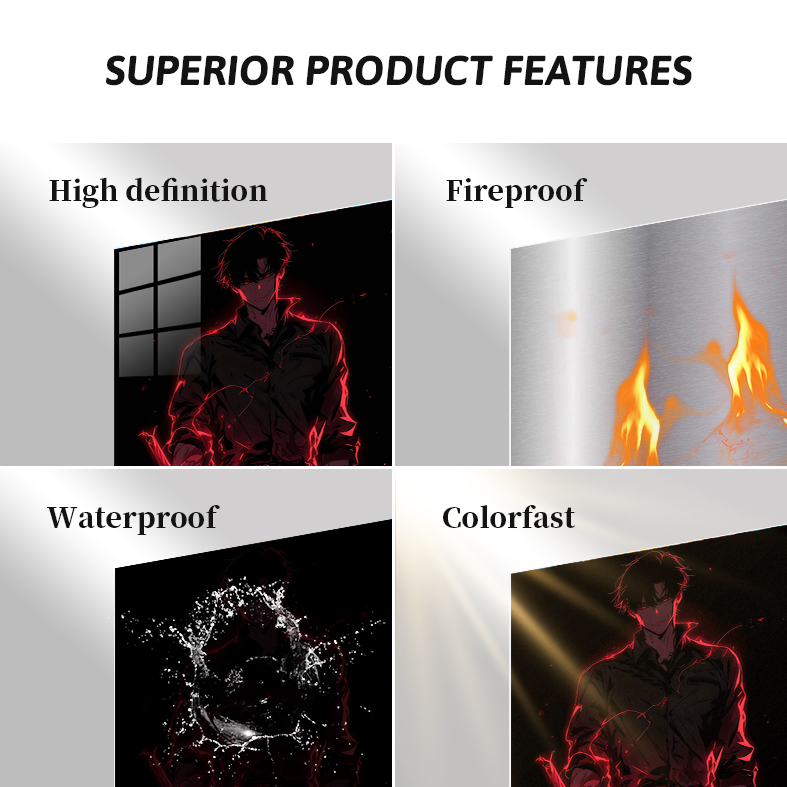 SUPERIOR PRODUCT FEATURES
High definition
Fireproof
Waterproof
Colorfast